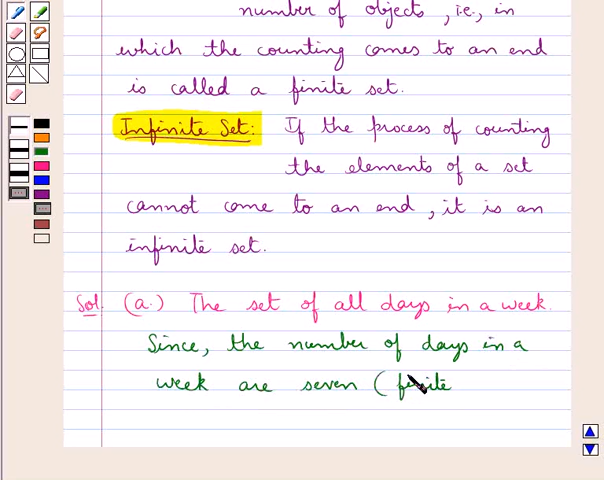 number of objects, i.e., in
which the counting comes to an end
is called a finite set.
Infinite Set: If the process of counting
the elements of a set
cannot come to an end, it is an
infinite set.
Sol. (a.) The set of all days in a week.
Since, the number of days in a
week are seven (finite